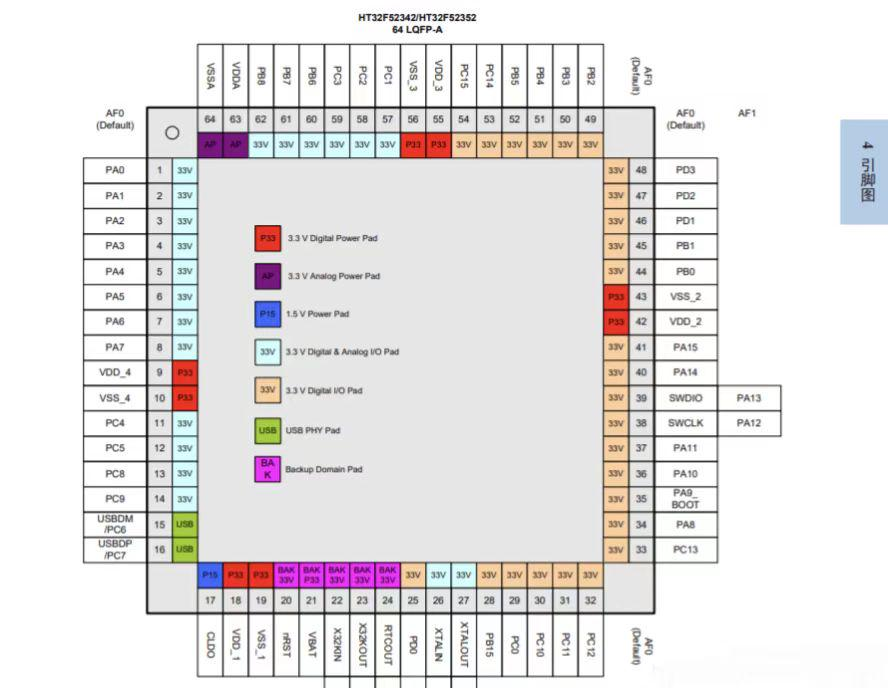 HT32F52342/HT32F52352
64 LQFP-A
VSSA VDDA PB8 PB7 PB6 PC3 PC2 PC1 VSS_3 VDD_3 PC15 PC14 PB5 PB4 PB3 PB2 AF0 (Default)
AF0
(Default)
64 63 62 61 60 59 58 57 56 55 54 53 52 51 50 49
AF0
(Default)
AF1
AP AP 33V 33V 33V 33V 33V 33V P33 P33 33V 33V 33V 33V 33V 33V
4 引脚图
PA0 1 33V
33V 48 PD3
PA1 2 33V
33V 47 PD2
PA2 3 33V
33V 46 PD1
PA3 4 33V
P33 3.3 V Digital Power Pad
33V 45 PB1
PA4 5 33V
AP 3.3 V Analog Power Pad
33V 44 PB0
PA5 6 33V
P33 43 VSS_2
PA6 7 33V
P15 1.5 V Power Pad
P33 42 VDD_2
PA7 8 33V
33V 3.3 V Digital & Analog I/O Pad
33V 41 PA15
VDD_4 9 P33
33V 3.3 V Digital I/O Pad
33V 40 PA14
VSS_4 10 P33
33V 39 SWDIO PA13
PC4 11 33V
USB USB PHY Pad
33V 38 SWCLK PA12
PC5 12 33V
33V 37 PA11
PC8 13 33V
BA
K Backup Domain Pad
33V 36 PA10
PC9 14 33V
33V 35 PA9_
BOOT
USBDM
/PC6 15 USB
33V 34 PA8
USBDP
/PC7 16 USB
33V 33 PC13
P15 P33 P33 BAK 33V BAK P33 BAK 33V BAK 33V BAK 33V 33V 33V 33V 33V 33V 33V 33V 33V
17 18 19 20 21 22 23 24 25 26 27 28 29 30 31 32
CLDO VDD_1 VSS_1 nRST VBAT X32KIN X32KOUT RTCOUT PD0 XTALIN XTALOUT PB15 PC0 PC10 PC11 PC12 AF0 (Default)